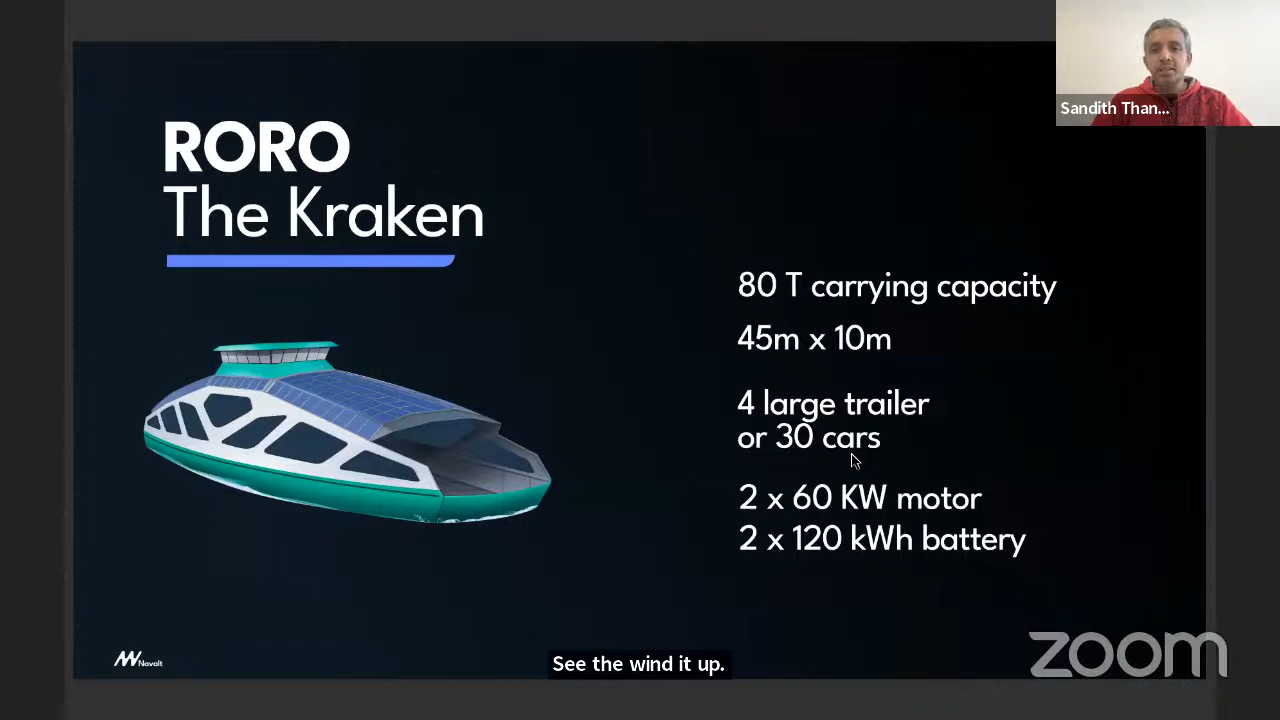 Sandith Than...
RORO
The Kraken
80 T carrying capacity
45m x 10m
4 large trailer
or 30 cars
2 x 60 KW motor
2 x 120 kWh battery
Navalt
See the wind it up.
zoom